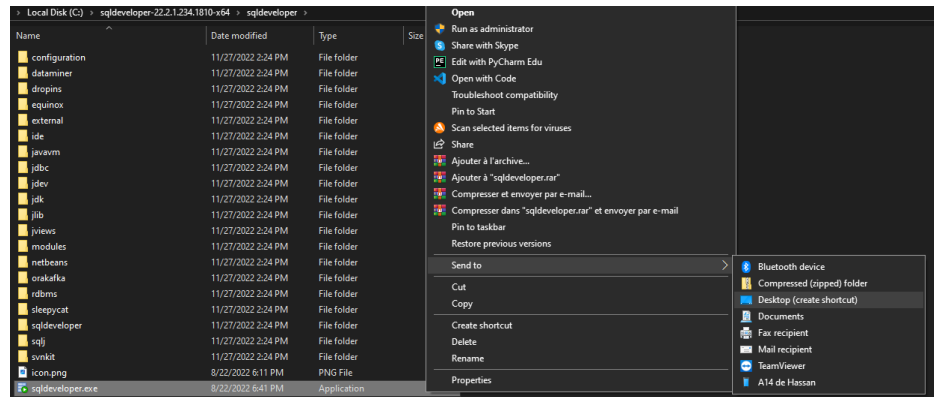 > Local Disk (C:) > sqldeveloper-22.2.1.234.1810-x64 > sqldeveloper >
Name Date modified Type Size
configuration 11/27/2022 2:24 PM File folder
dataminer 11/27/2022 2:24 PM File folder
dropins 11/27/2022 2:24 PM File folder
equinox 11/27/2022 2:24 PM File folder
external 11/27/2022 2:24 PM File folder
ide 11/27/2022 2:24 PM File folder
javavm 11/27/2022 2:24 PM File folder
jdbc 11/27/2022 2:24 PM File folder
jdev 11/27/2022 2:24 PM File folder
jdk 11/27/2022 2:24 PM File folder
jlib 11/27/2022 2:24 PM File folder
jviews 11/27/2022 2:24 PM File folder
modules 11/27/2022 2:24 PM File folder
netbeans 11/27/2022 2:24 PM File folder
orakafka 11/27/2022 2:24 PM File folder
rdbms 11/27/2022 2:24 PM File folder
sleepycat 11/27/2022 2:24 PM File folder
sqldeveloper 11/27/2022 2:24 PM File folder
sqlj 11/27/2022 2:24 PM File folder
svnkit 11/27/2022 2:24 PM File folder
icon.png 8/22/2022 6:11 PM PNG File
sqldeveloper.exe 8/22/2022 6:41 PM Application
Open
Run as administrator
Share with Skype
Edit with PyCharm Edu
Open with Code
Troubleshoot compatibility
Pin to Start
Scan selected items for viruses
Share
Ajouter à l'archive...
Ajouter à "sqldeveloper.rar"
Compresser et envoyer par e-mail...
Compresser dans "sqldeveloper.rar" et envoyer par e-mail
Pin to taskbar
Restore previous versions
Send to >
Cut
Copy
Create shortcut
Delete
Rename
Properties
Bluetooth device
Compressed (zipped) folder
Desktop (create shortcut)
Documents
Fax recipient
Mail recipient
TeamViewer
A14 de Hassan